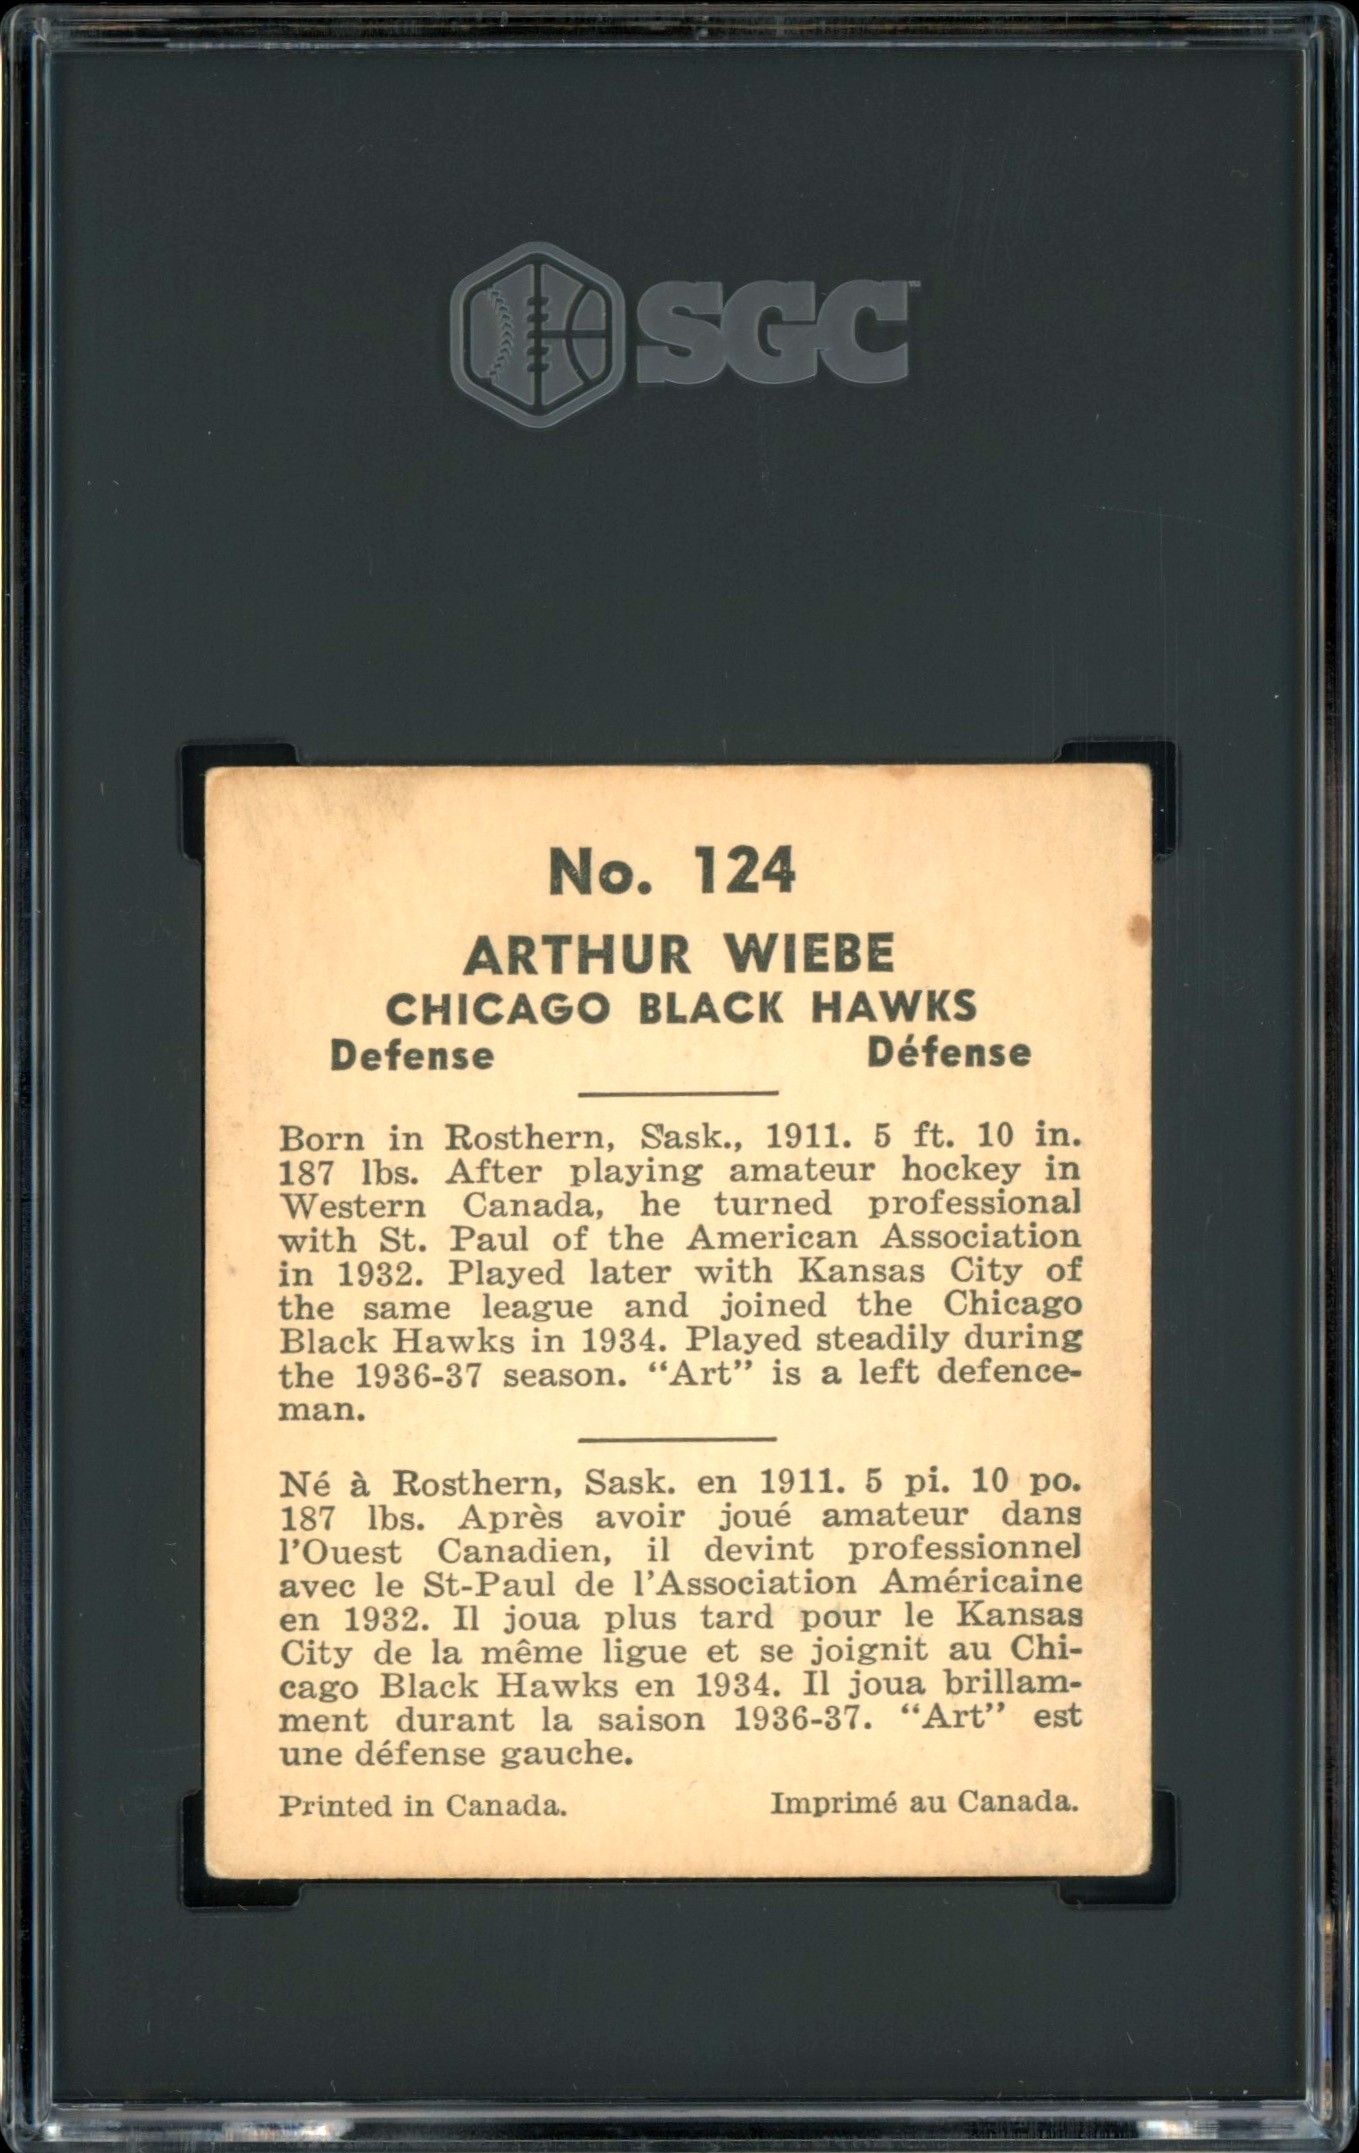 SGC
No. 124
ARTHUR WIEBE
CHICAGO BLACK HAWKS
Defense Défense
Born in Rosthern, Sask., 1911. 5 ft. 10 in.
187 lbs. After playing amateur hockey in
Western Canada, he turned professional
with St. Paul of the American Association
in 1932. Played later with Kansas City of
the same league and joined the Chicago
Black Hawks in 1934. Played steadily during
the 1936-37 season. “Art” is a left defence-
man.
Né à Rosthern, Sask. en 1911. 5 pi. 10 po.
187 lbs. Après avoir joué amateur dans
l'Ouest Canadien, il devint professionnel
avec le St-Paul de l'Association Américaine
en 1932. Il joua plus tard pour le Kansas
City de la même ligue et se joignit au Chi-
cago Black Hawks en 1934. Il joua brillam-
ment durant la saison 1936-37. “Art” est
une défense gauche.
Printed in Canada. Imprimé au Canada.